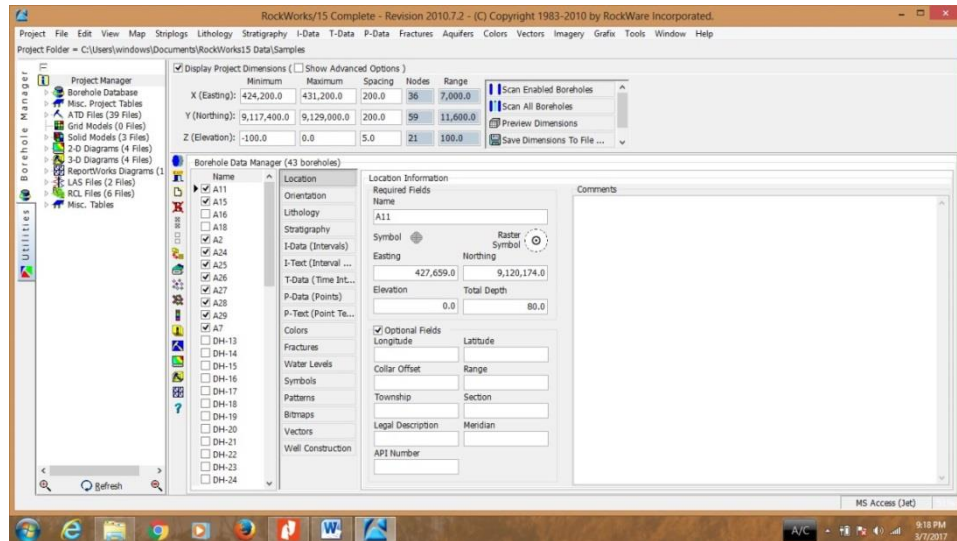 RockWorks/15 Complete - Revision 2010.7.2 - (C) Copyright 1983-2010 by RockWare Incorporated.
Project File Edit View Map Striplogs Lithology Stratigraphy I-Data T-Data P-Data Fractures Aquifers Colors Vectors Imagery Grafix Tools Window Help
Project Folder = C:\Users\windows\Documents\RockWorks15 Data\Samples
Borehole Manager
Utilities
Project Manager
Borehole Database
Misc. Project Tables
ATD Files (39 Files)
Grid Models (0 Files)
Solid Models (3 Files)
2-D Diagrams (4 Files)
3-D Diagrams (4 Files)
ReportWorks Diagrams (1
LAS Files (2 Files)
RCL Files (6 Files)
Misc. Tables
Refresh
Display Project Dimensions ( Show Advanced Options )
Minimum Maximum Spacing Nodes Range
X (Easting): 424,200.0 431,200.0 200.0 36 7,000.0
Y (Northing): 9,117,400.0 9,129,000.0 200.0 59 11,600.0
Z (Elevation): -100.0 0.0 5.0 21 100.0
Scan Enabled Boreholes
Scan All Boreholes
Preview Dimensions
Save Dimensions To File ...
Borehole Data Manager (43 boreholes)
Name
A11
A15
A16
A18
A2
A24
A25
A26
A27
A28
A29
A7
DH-13
DH-14
DH-15
DH-16
DH-17
DH-18
DH-19
DH-20
DH-21
DH-22
DH-23
DH-24
Location
Orientation
Lithology
Stratigraphy
I-Data (Intervals)
I-Text (Interval ...
T-Data (Time Int...
P-Data (Points)
P-Text (Point Te...
Colors
Fractures
Water Levels
Symbols
Patterns
Bitmaps
Vectors
Well Construction
Location Information
Required Fields
Name
A11
Symbol Raster Symbol
Easting Northing
427,659.0 9,120,174.0
Elevation Total Depth
0.0 80.0
Optional Fields
Longitude Latitude
Collar Offset Range
Township Section
Legal Description Meridian
API Number
Comments
MS Access (Jet)
A/C
9:18 PM
3/7/2017